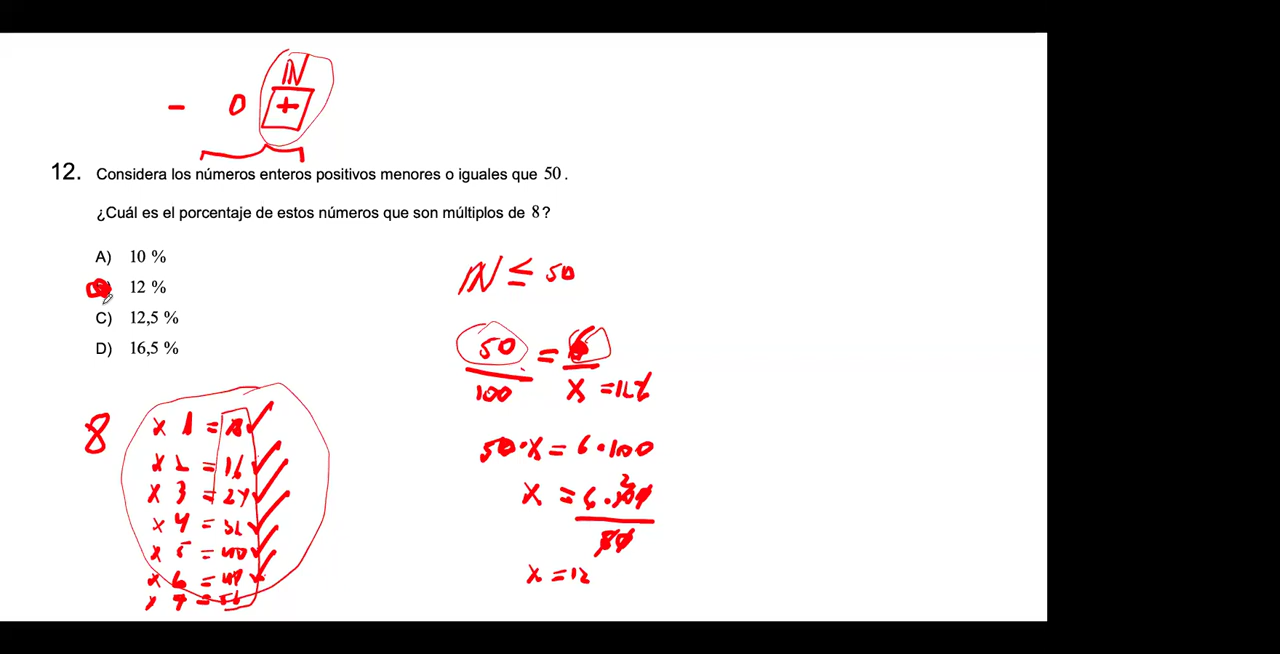 IN
- 0 +
12. Considera los números enteros positivos menores o iguales que 50.
¿Cuál es el porcentaje de estos números que son múltiplos de 8?
A) 10 %
12 %
C) 12,5 %
D) 16,5 %
IN ≤ 50
50/100 = 6/x = 12%
50·x = 6·100
x = 6·100/50
x = 12
8
x 1 = 8
x 2 = 16
x 3 = 24
x 4 = 32
x 5 = 40
x 6 = 48
x 7 = 56